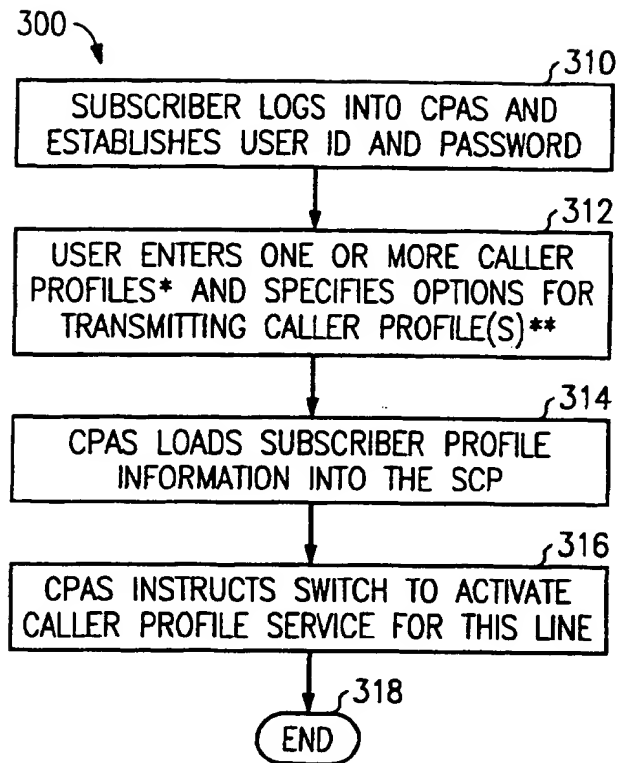 300
310
SUBSCRIBER LOGS INTO CPAS AND
ESTABLISHES USER ID AND PASSWORD
312
USER ENTERS ONE OR MORE CALLER
PROFILES* AND SPECIFIES OPTIONS FOR
TRANSMITTING CALLER PROFILE(S)**
314
CPAS LOADS SUBSCRIBER PROFILE
INFORMATION INTO THE SCP
316
CPAS INSTRUCTS SWITCH TO ACTIVATE
CALLER PROFILE SERVICE FOR THIS LINE
318
END